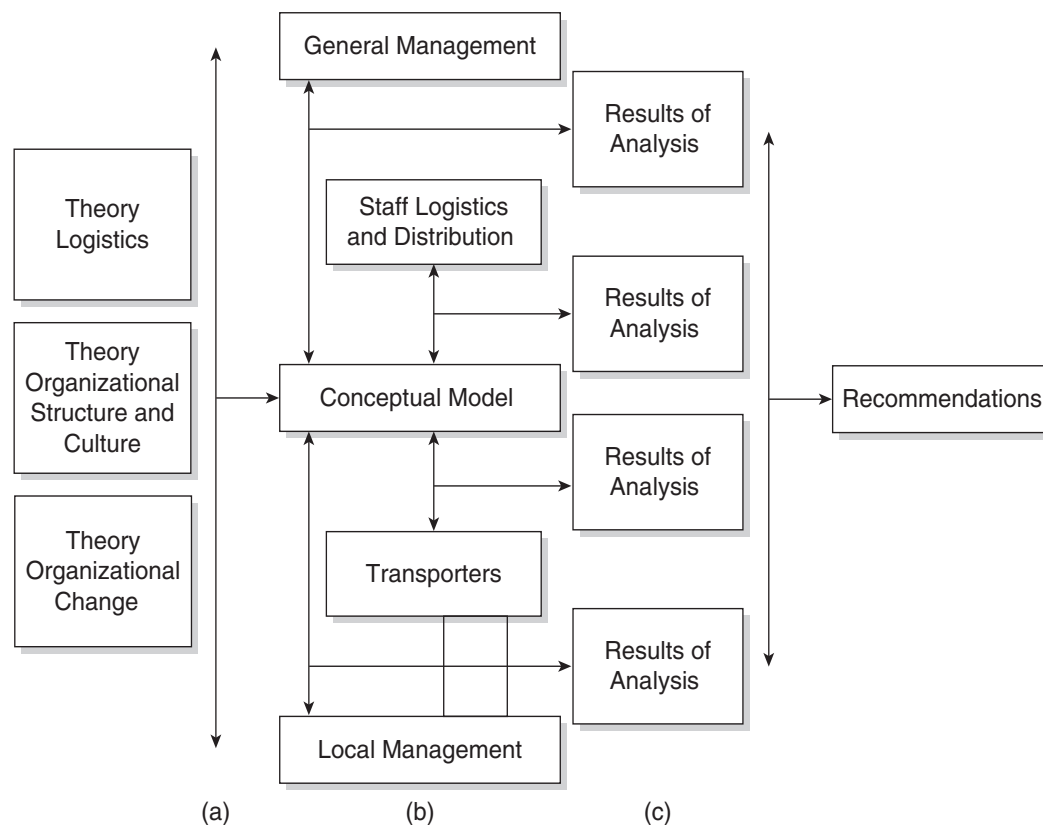 General Management
Results of
Analysis
Theory
Logistics
Staff Logistics
and Distribution
Results of
Analysis
Theory
Organizational
Structure and
Culture
Conceptual Model
Recommendations
Results of
Analysis
Theory
Organizational
Change
Transporters
Results of
Analysis
Local Management
(a)
(b)
(c)